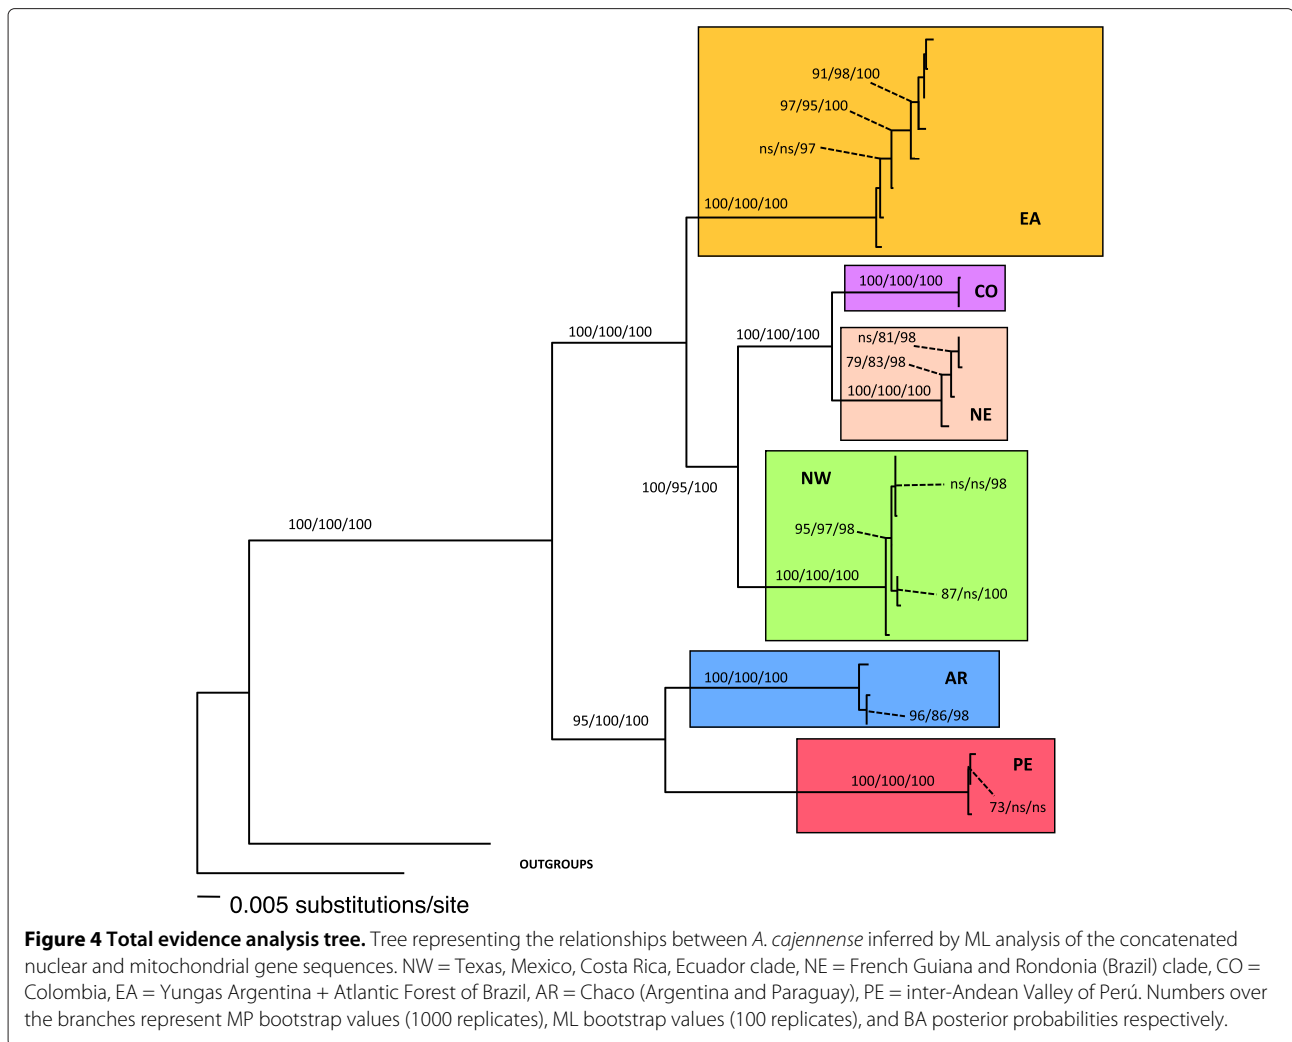 91/98/100
97/95/100
ns/ns/97
100/100/100
EA
100/100/100
CO
100/100/100
100/100/100
ns/81/98
79/83/98
100/100/100
NE
NW
100/95/100
ns/ns/98
100/100/100
95/97/98
100/100/100
87/ns/100
100/100/100
AR
96/86/98
95/100/100
PE
100/100/100
73/ns/ns
OUTGROUPS
0.005 substitutions/site
Figure 4 Total evidence analysis tree. Tree representing the relationships between A. cajennense inferred by ML analysis of the concatenated
nuclear and mitochondrial gene sequences. NW = Texas, Mexico, Costa Rica, Ecuador clade, NE = French Guiana and Rondonia (Brazil) clade, CO =
Colombia, EA = Yungas Argentina + Atlantic Forest of Brazil, AR = Chaco (Argentina and Paraguay), PE = inter-Andean Valley of Perú. Numbers over
the branches represent MP bootstrap values (1000 replicates), ML bootstrap values (100 replicates), and BA posterior probabilities respectively.